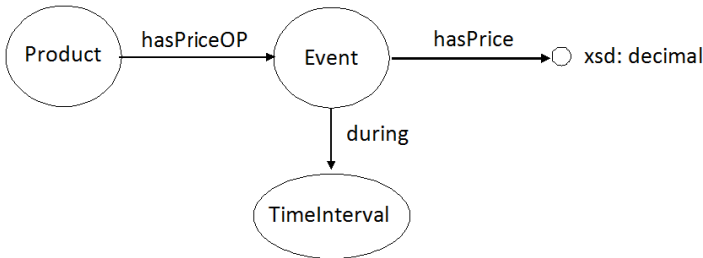 Product
hasPriceOP
Event
hasPrice
xsd: decimal
during
TimeInterval